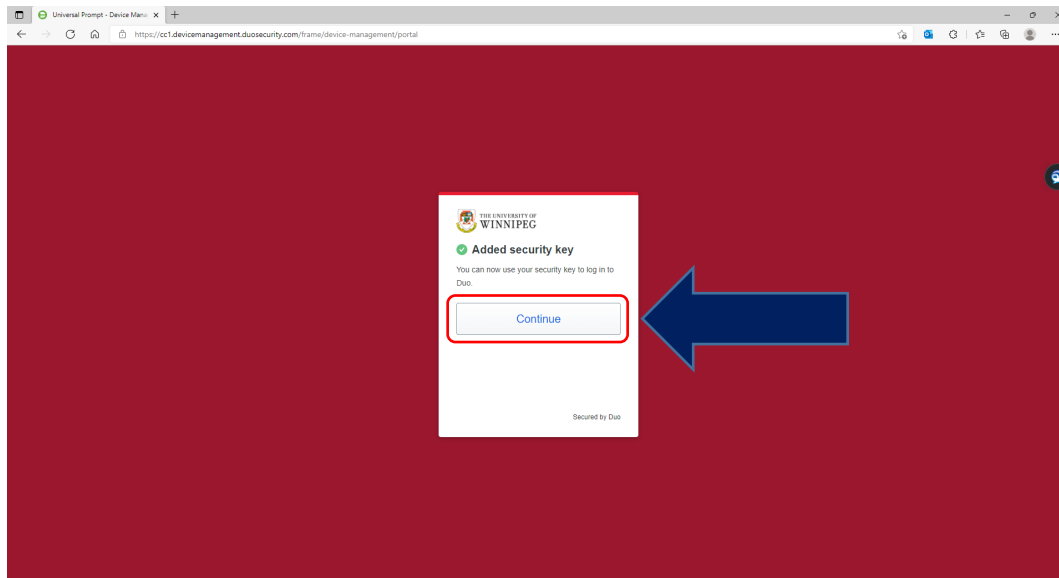 Universal Prompt - Device Mana
https://cc1.devicemanagement.duosecurity.com/frame/device-management/portal
THE UNIVERSITY OF
WINNIPEG
Added security key
You can now use your security key to log in to
Duo.
Continue
Secured by Duo